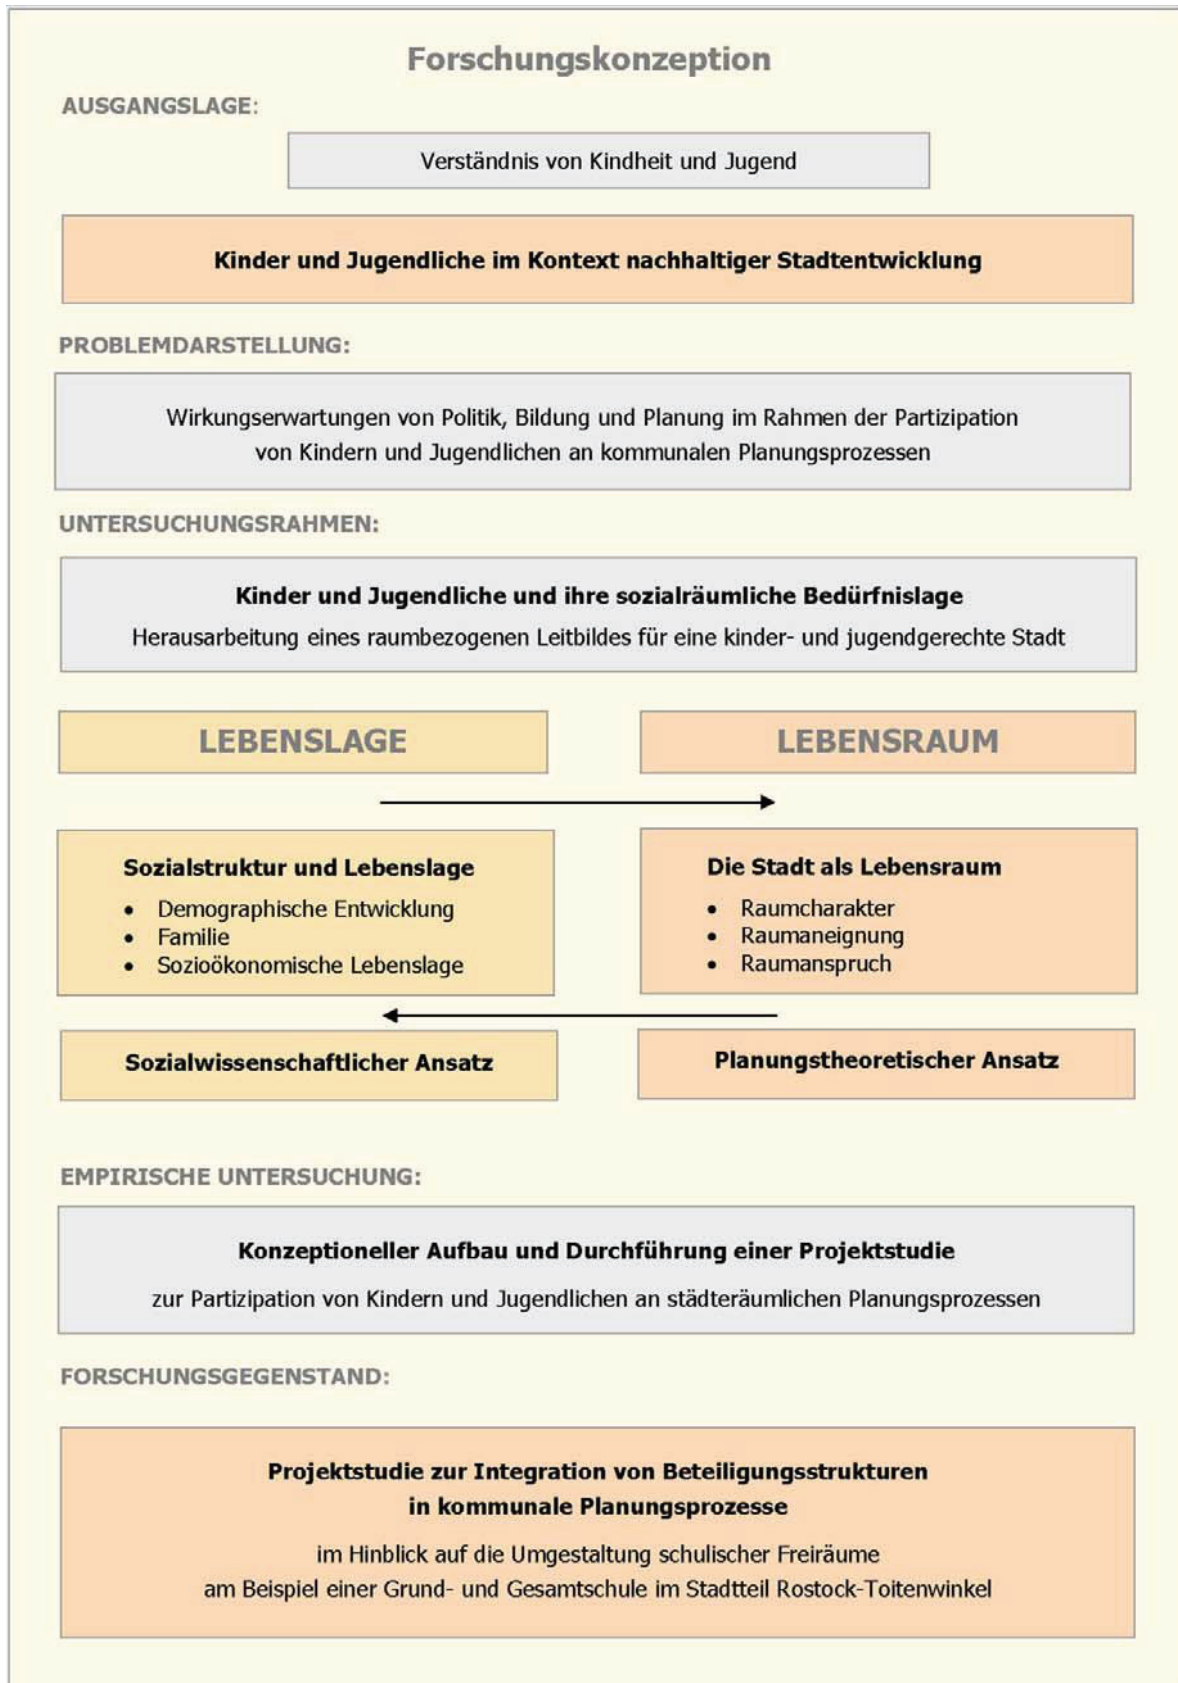 Forschungskonzeption
AUSGANGSLAGE:
Verständnis von Kindheit und Jugend
Kinder und Jugendliche im Kontext nachhaltiger Stadtentwicklung
PROBLEMDARSTELLUNG:
Wirkungserwartungen von Politik, Bildung und Planung im Rahmen der Partizipation
von Kindern und Jugendlichen an kommunalen Planungsprozessen
UNTERSUCHUNGSRAHMEN:
Kinder und Jugendliche und ihre sozialräumliche Bedürfnislage
Herausarbeitung eines raumbezogenen Leitbildes für eine kinder- und jugendgerechte Stadt
LEBENSLAGE
LEBENSRAUM
Sozialstruktur und Lebenslage
• Demographische Entwicklung
• Familie
• Sozioökonomische Lebenslage
Die Stadt als Lebensraum
• Raumcharakter
• Raumaneignung
• Raumanspruch
Sozialwissenschaftlicher Ansatz
Planungstheoretischer Ansatz
EMPIRISCHE UNTERSUCHUNG:
Konzeptioneller Aufbau und Durchführung einer Projektstudie
zur Partizipation von Kindern und Jugendlichen an städteräumlichen Planungsprozessen
FORSCHUNGSGEGENSTAND:
Projektstudie zur Integration von Beteiligungsstrukturen
in kommunale Planungsprozesse
im Hinblick auf die Umgestaltung schulischer Freiräume
am Beispiel einer Grund- und Gesamtschule im Stadtteil Rostock-Toitenwinkel